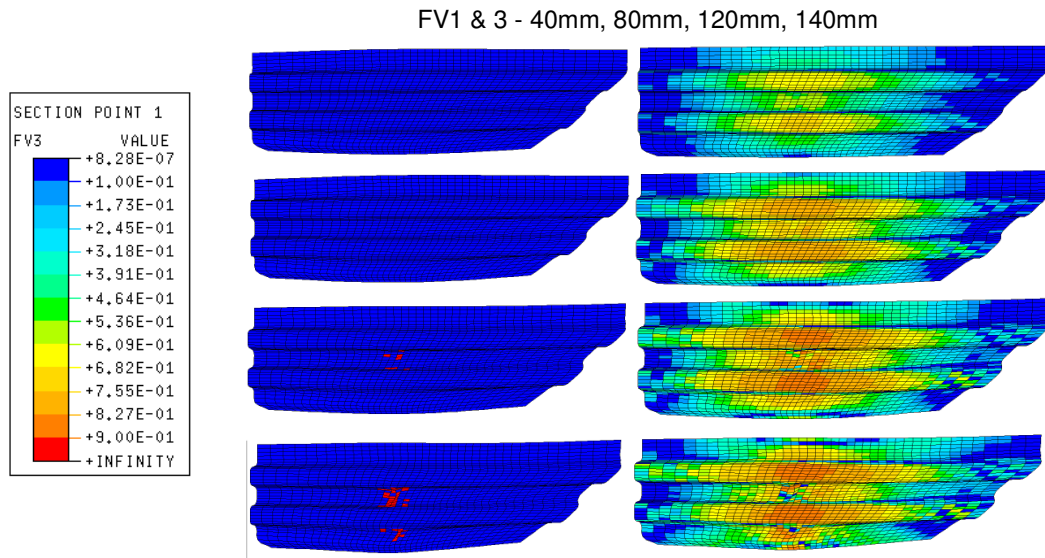 FV1 & 3 - 40mm, 80mm, 120mm, 140mm
SECTION POINT 1
FV3 VALUE
+8.28E-07
+1.00E-01
+1.73E-01
+2.45E-01
+3.18E-01
+3.91E-01
+4.64E-01
+5.36E-01
+6.09E-01
+6.82E-01
+7.55E-01
+8.27E-01
+9.00E-01
+INFINITY